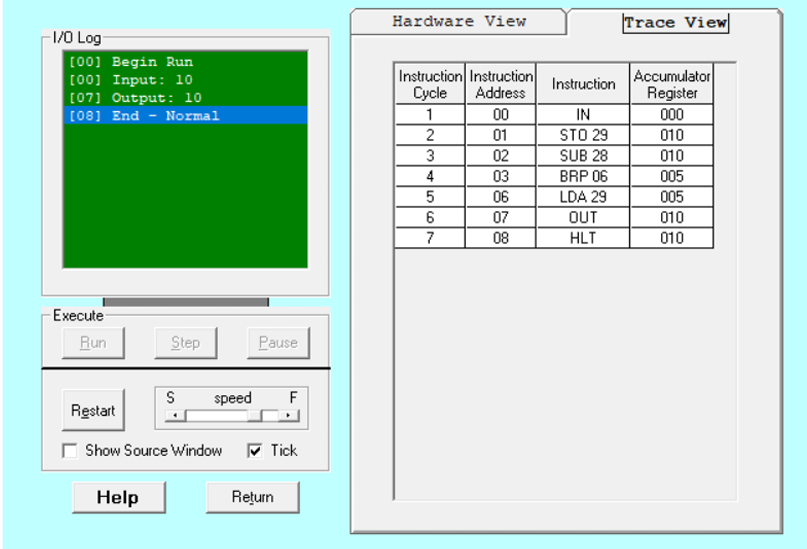 I/O Log
[00] Begin Run
[00] Input: 10
[07] Output: 10
[08] End - Normal
Execute
Run Step Pause
Restart
S speed F
Show Source Window Tick
Help Return
Hardware View Trace View
Instruction Cycle Instruction Address Instruction Accumulator Register
1 00 IN 000
2 01 STO 29 010
3 02 SUB 28 010
4 03 BRP 06 005
5 06 LDA 29 005
6 07 OUT 010
7 08 HLT 010